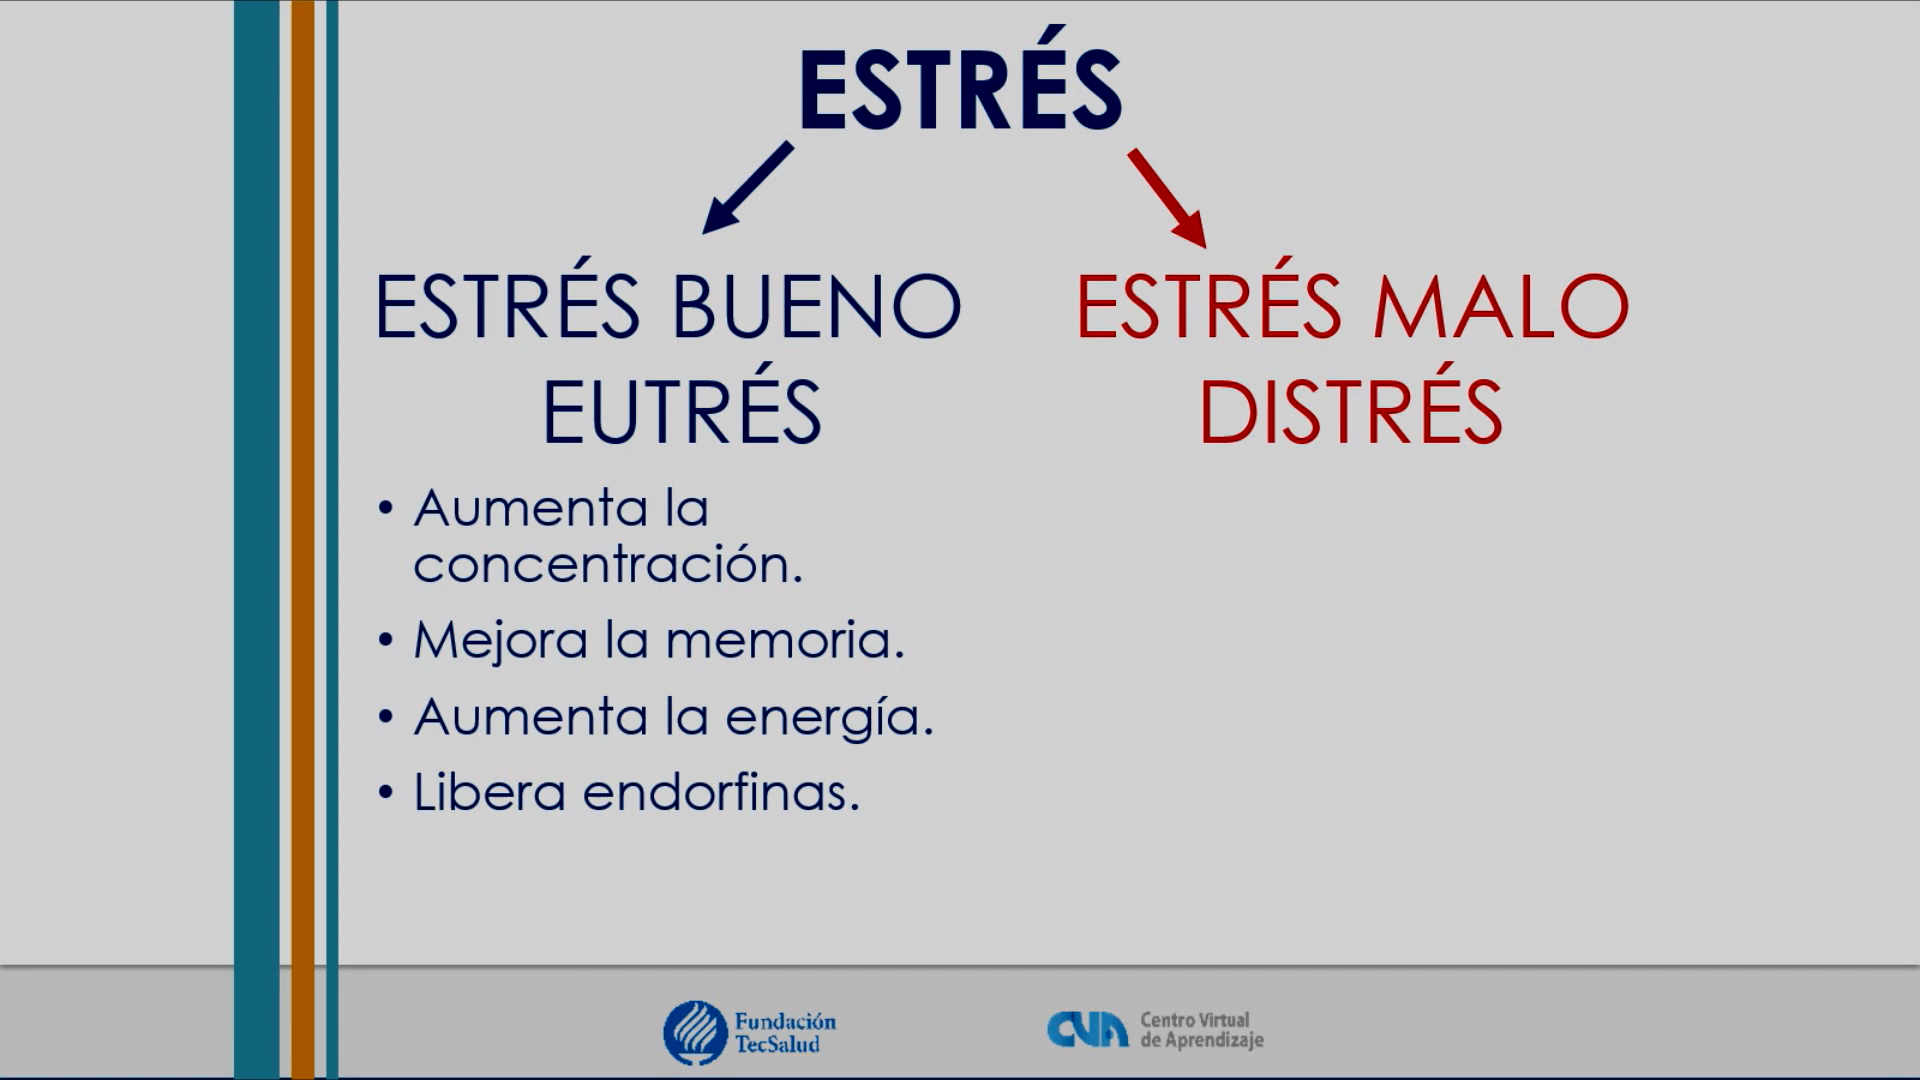 ESTRÉS
ESTRÉS BUENO
EUTRÉS
• Aumenta la
concentración.
• Mejora la memoria.
• Aumenta la energía.
• Libera endorfinas.
ESTRÉS MALO
DISTRÉS
Fundación
TecSalud
CVA
Centro Virtual
de Aprendizaje